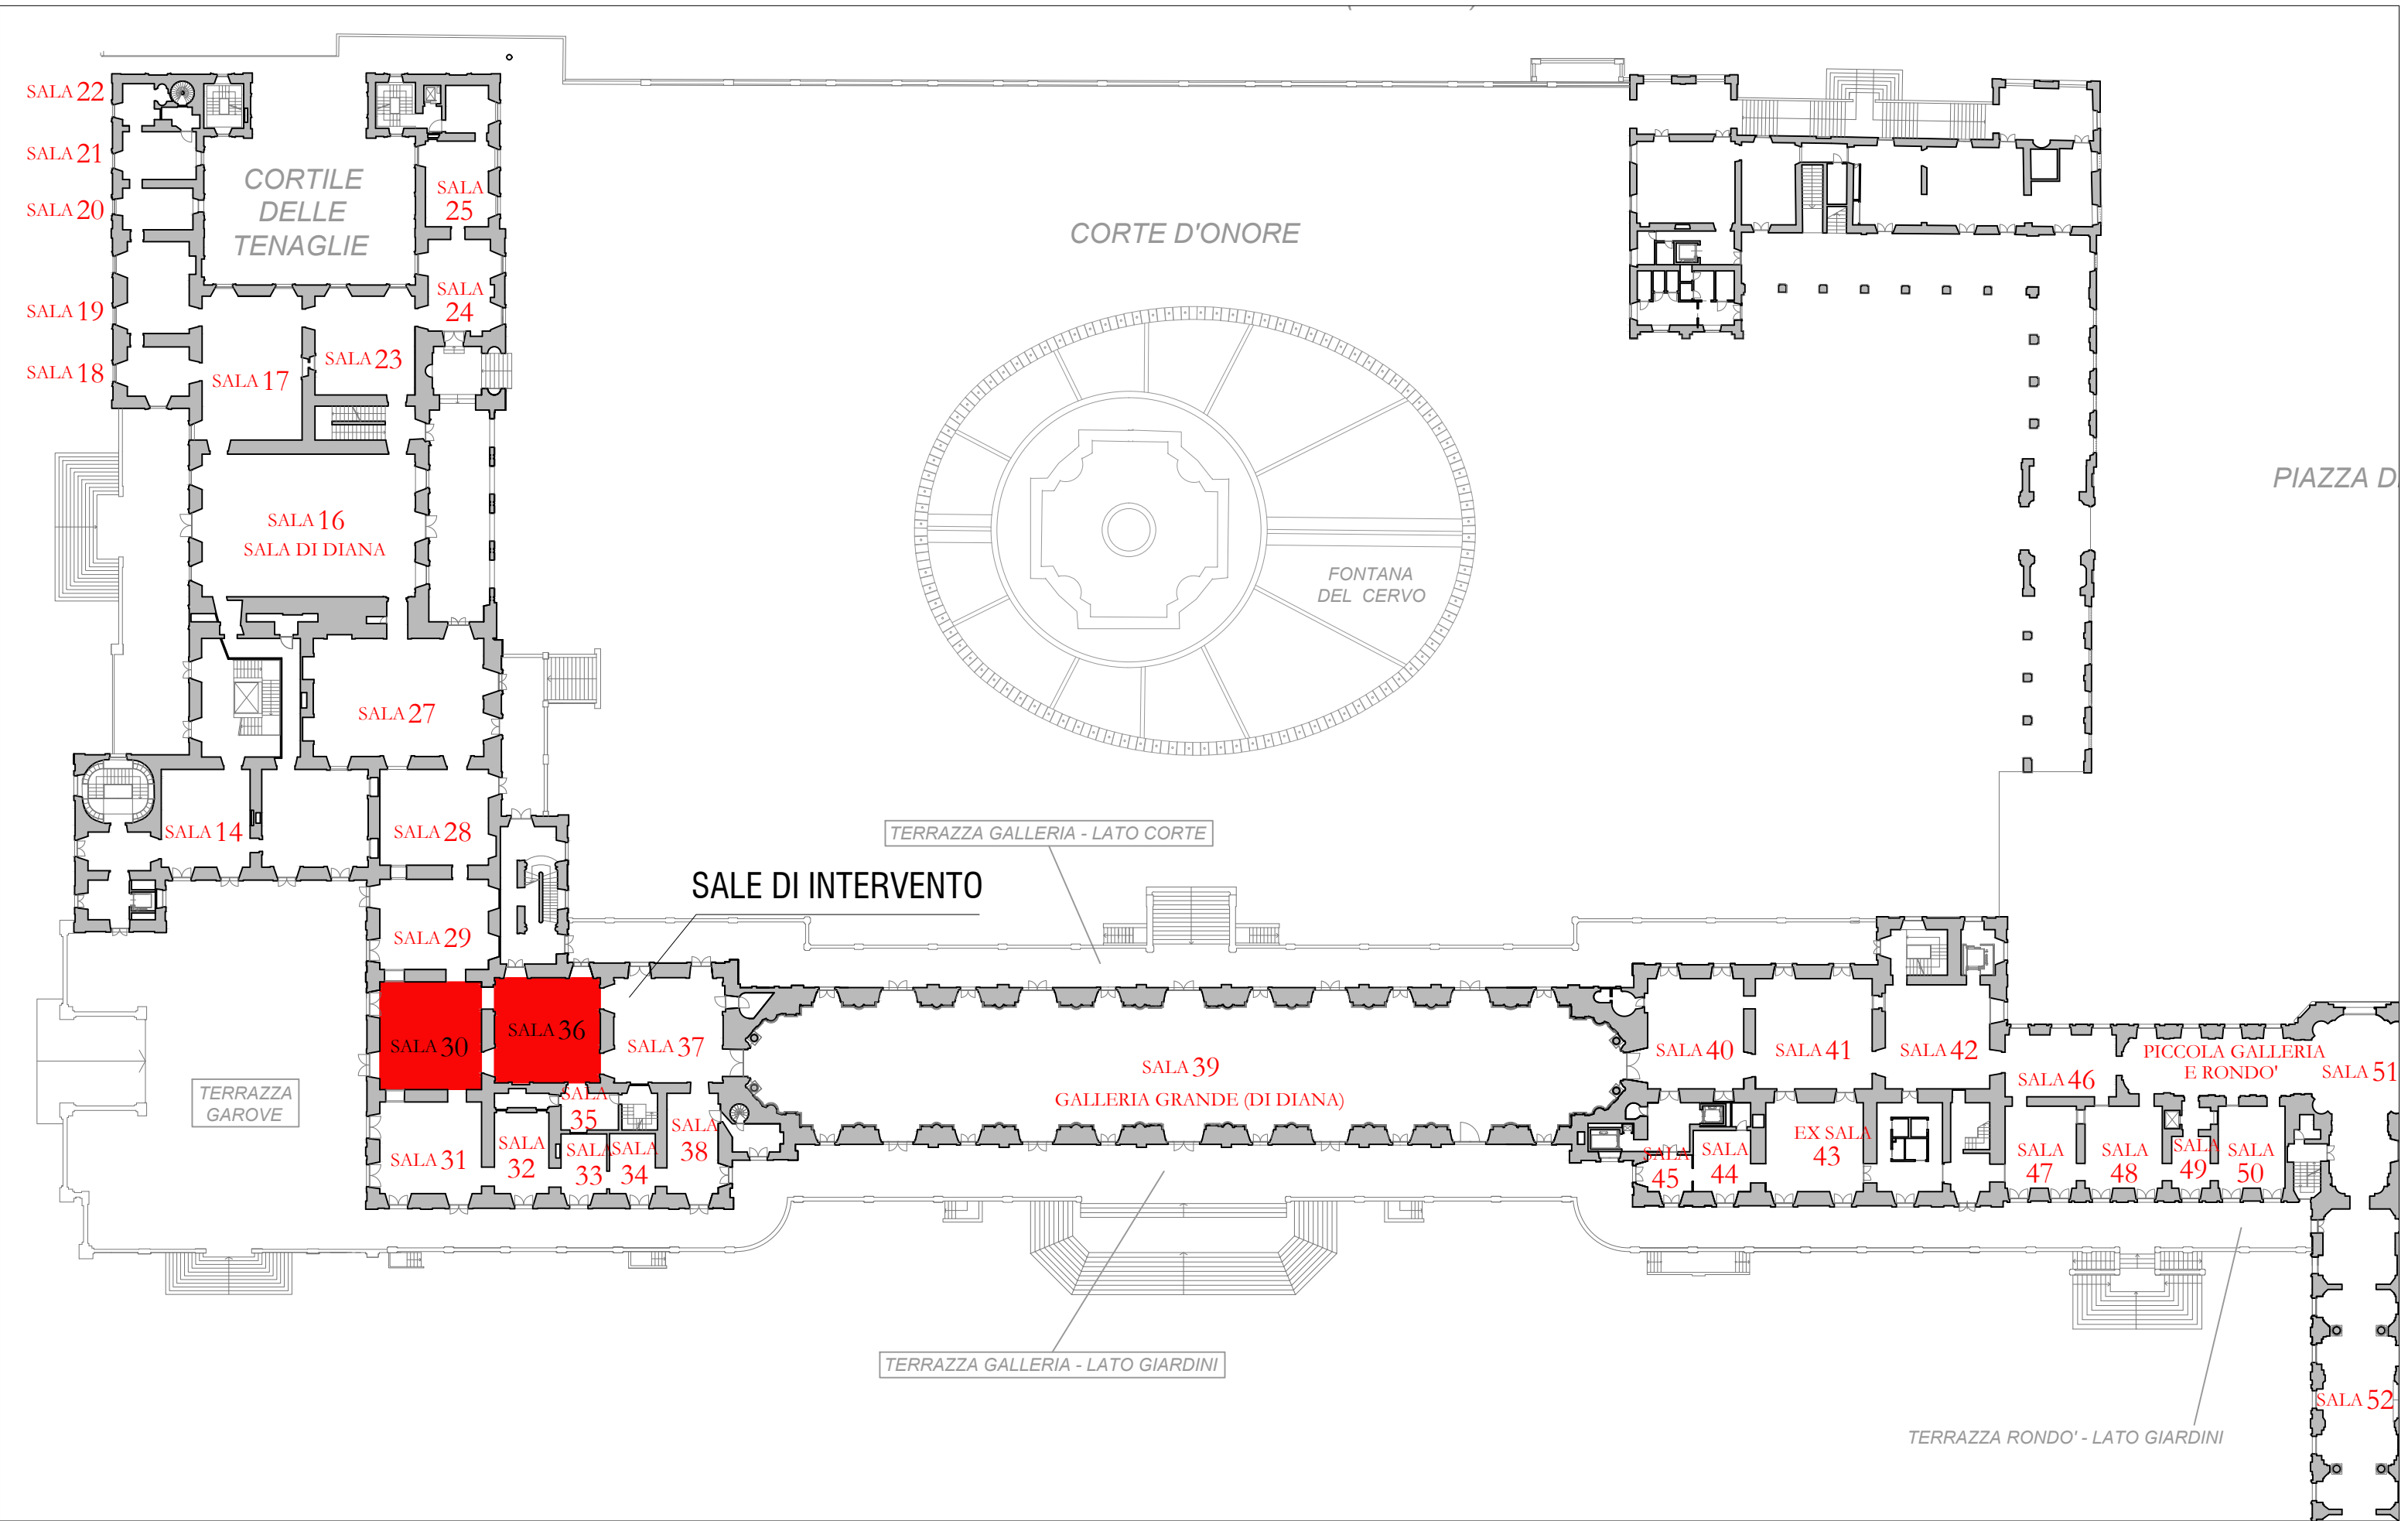 SALA 22
SALA 21
SALA 20
SALA 19
SALA 18
CORTILE
DELLE
TENAGLIE
SALA
25
SALA
24
SALA 23
SALA 17
SALA 16
SALA DI DIANA
CORTE D'ONORE
FONTANA
DEL CERVO
PIAZZA D
SALA 27
SALA 14
SALA 28
SALA 29
TERRAZZA GALLERIA - LATO CORTE
SALE DI INTERVENTO
SALA 30
SALA 36
SALA 37
TERRAZZA
GAROVE
SALA 31
SALA
32
SALA
35
SALA
33
SALA
34
SALA
38
SALA 39
GALLERIA GRANDE (DI DIANA)
SALA 40
SALA 41
SALA 42
SALA
45
SALA
44
EX SALA
43
SALA 46
PICCOLA GALLERIA
E RONDO'
SALA 51
SALA
47
SALA
48
SALA
49
SALA
50
TERRAZZA GALLERIA - LATO GIARDINI
SALA 52
TERRAZZA RONDO' - LATO GIARDINI